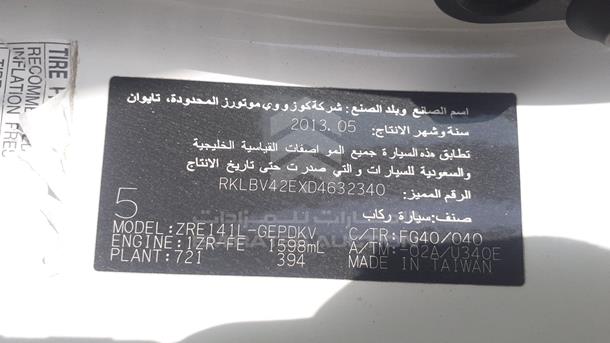 TIRE
RECOMME
INFLATION PRES
اسم الصانع وبلد الصنع: شركة كوزووي موتورز المحدودة، تايوان
سنة وشهر الانتاج: 2013.05
تطابق هذه السيارة جميع المواصفات القياسية الخليجية
والسعودية للسيارات والتي صدرت حتى تاريخ الانتاج
الرقم المميز: RKLBV42EXD4632340
صنف: سيارة ركاب
5
MODEL:ZRE141L-GEPDKV C/TR:FG40/040
ENGINE:1ZR-FE 1598mL A/TM:-02A/U340E
PLANT:721 394 MADE IN TAIWAN